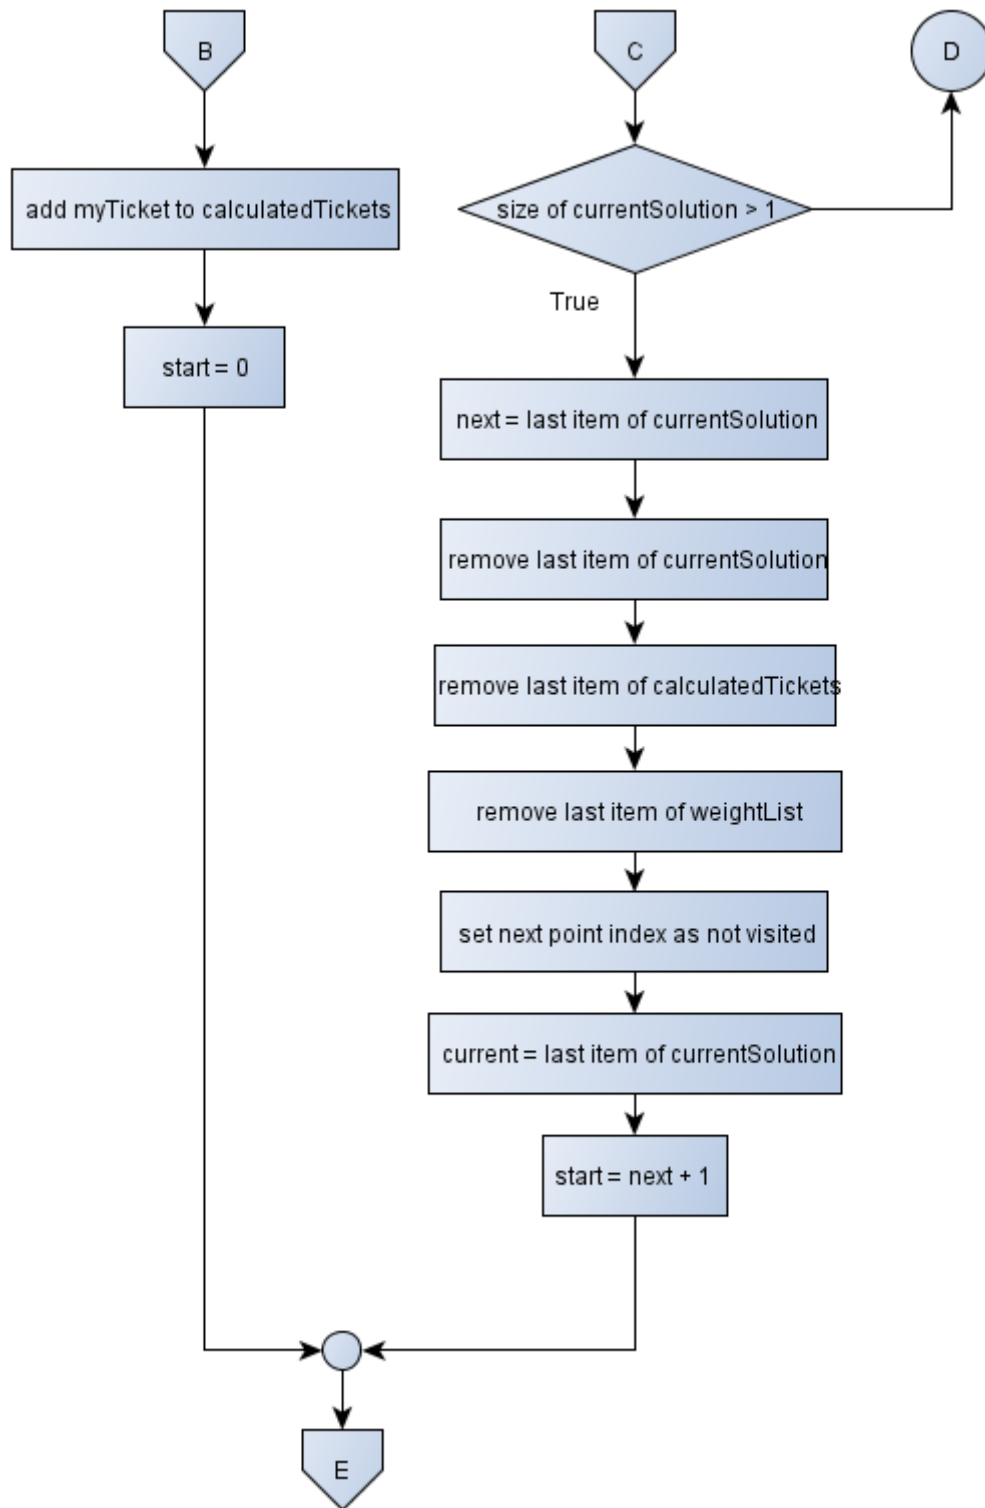 B
C
D
add myTicket to calculatedTickets
size of currentSolution > 1
True
start = 0
next = last item of currentSolution
remove last item of currentSolution
remove last item of calculatedTickets
remove last item of weightList
set next point index as not visited
current = last item of currentSolution
start = next + 1
E